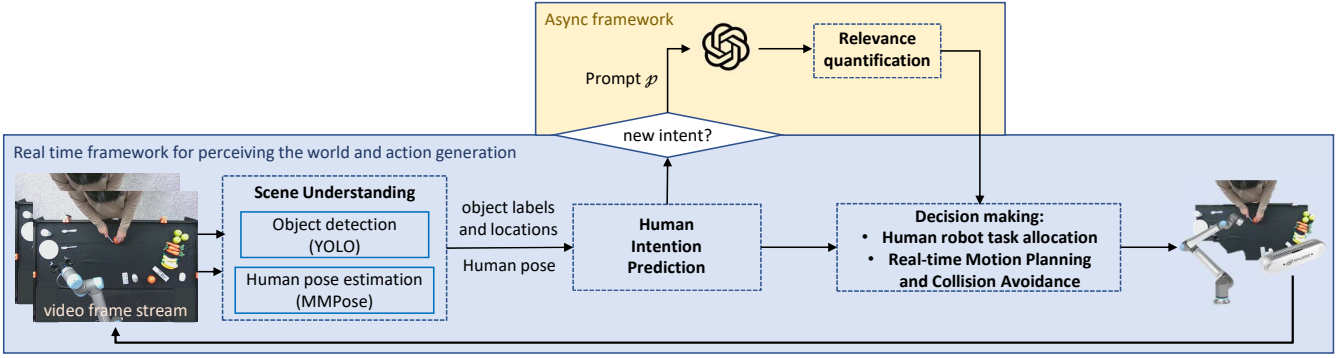 Async framework
Relevance
quantification
Prompt 𝓅
new intent?
Real time framework for perceiving the world and action generation
Scene Understanding
Object detection
(YOLO)
Human pose estimation
(MMPose)
video frame stream
object labels
and locations
Human pose
Human
Intention
Prediction
Decision making:
• Human robot task allocation
• Real-time Motion Planning
and Collision Avoidance